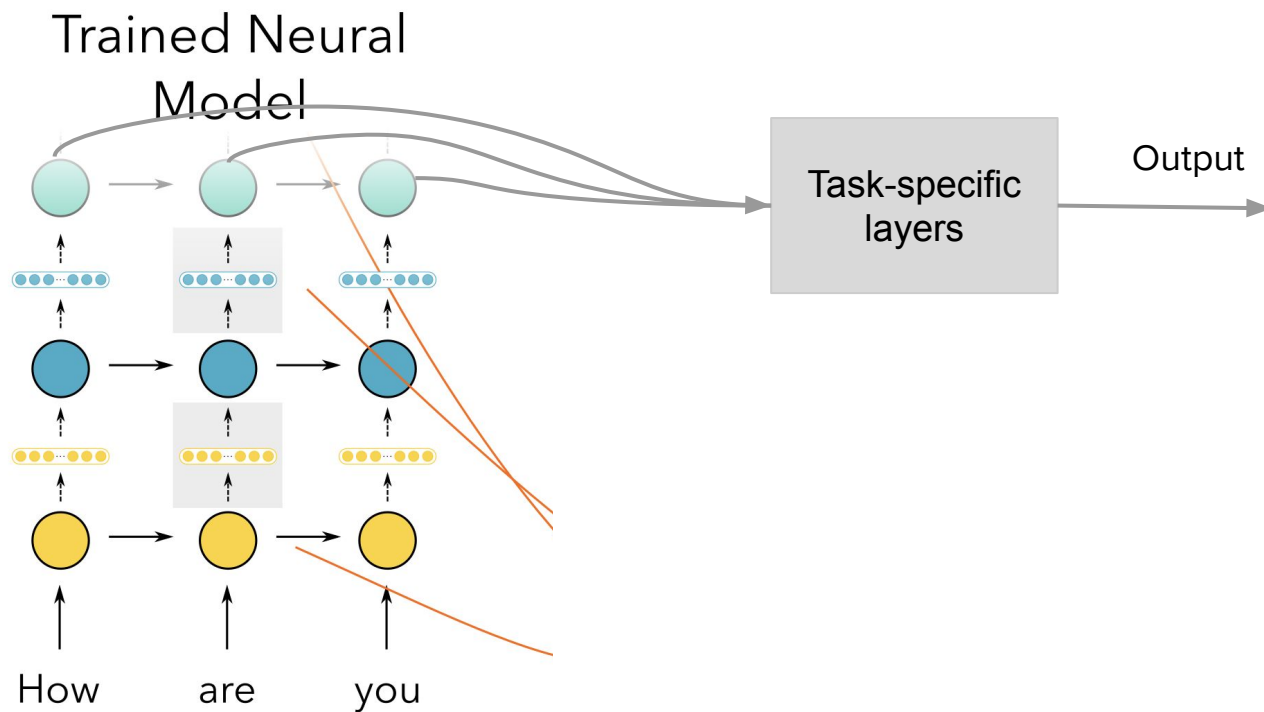 Trained Neural
Model
Output
Task-specific
layers
How are you